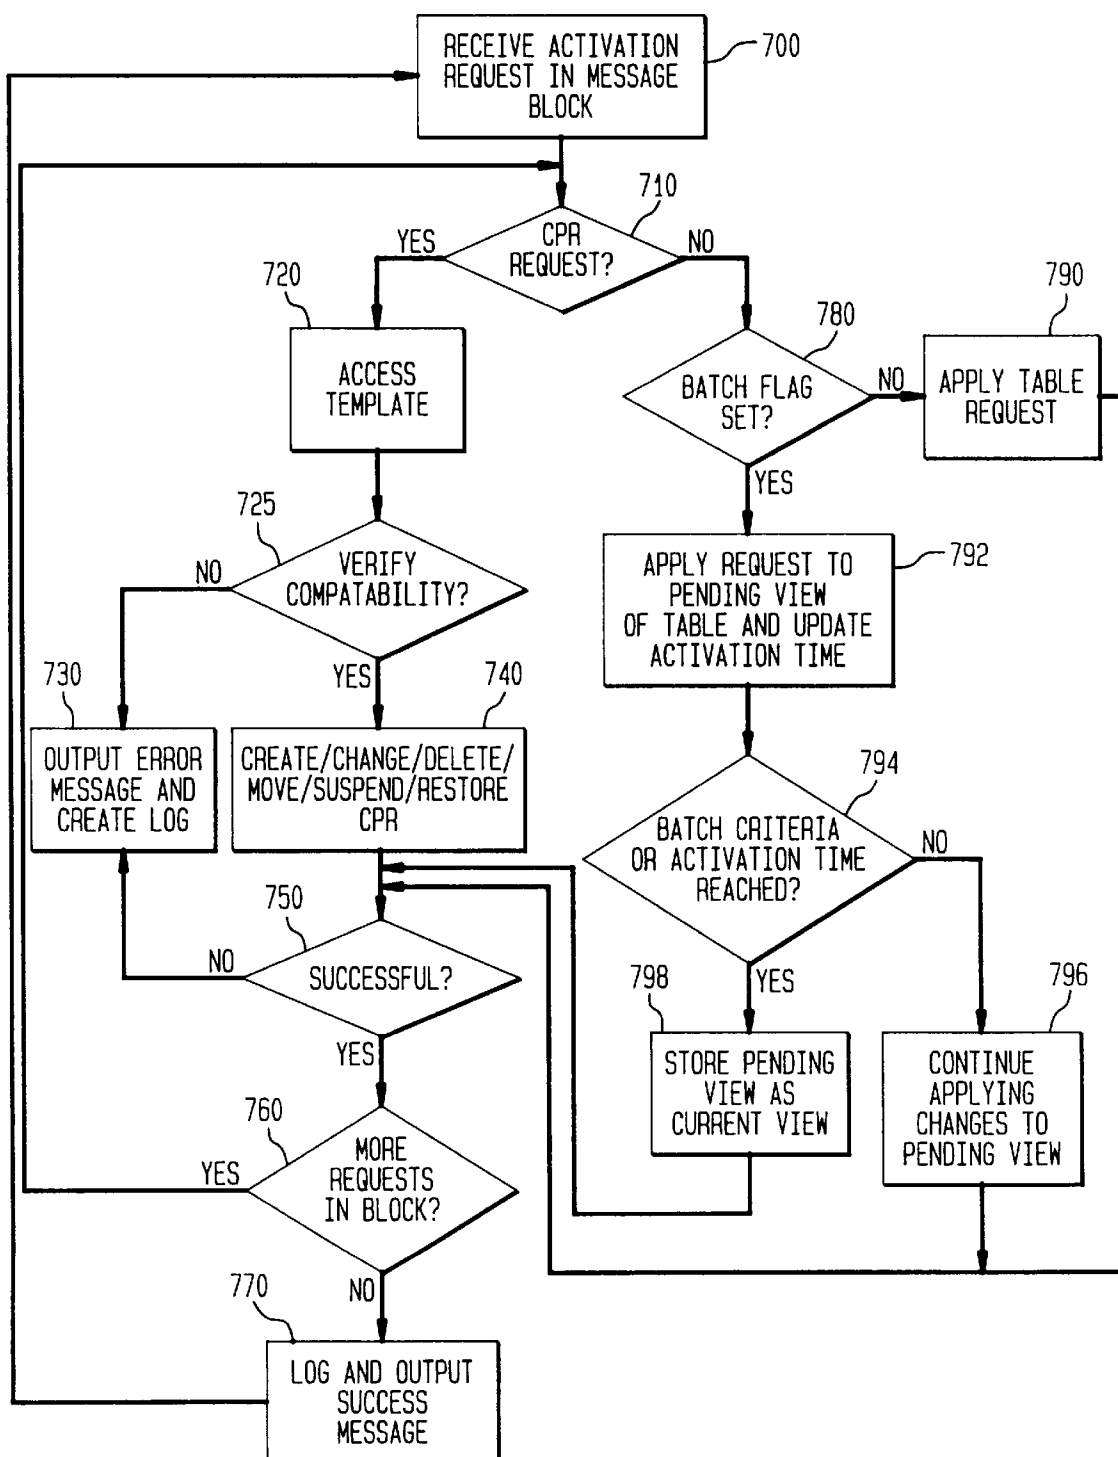 RECEIVE ACTIVATION
REQUEST IN MESSAGE
BLOCK
700
710
CPR
REQUEST?
YES
NO
720
ACCESS
TEMPLATE
780
BATCH FLAG
SET?
NO
YES
790
APPLY TABLE
REQUEST
725
VERIFY
COMPATABILITY?
NO
YES
792
APPLY REQUEST TO
PENDING VIEW
OF TABLE AND UPDATE
ACTIVATION TIME
730
OUTPUT ERROR
MESSAGE AND
CREATE LOG
740
CREATE/CHANGE/DELETE/
MOVE/SUSPEND/RESTORE
CPR
794
BATCH CRITERIA
OR ACTIVATION TIME
REACHED?
NO
YES
750
SUCCESSFUL?
NO
YES
798
STORE PENDING
VIEW AS
CURRENT VIEW
796
CONTINUE
APPLYING
CHANGES TO
PENDING VIEW
760
MORE
REQUESTS
IN BLOCK?
YES
NO
770
LOG AND OUTPUT
SUCCESS
MESSAGE